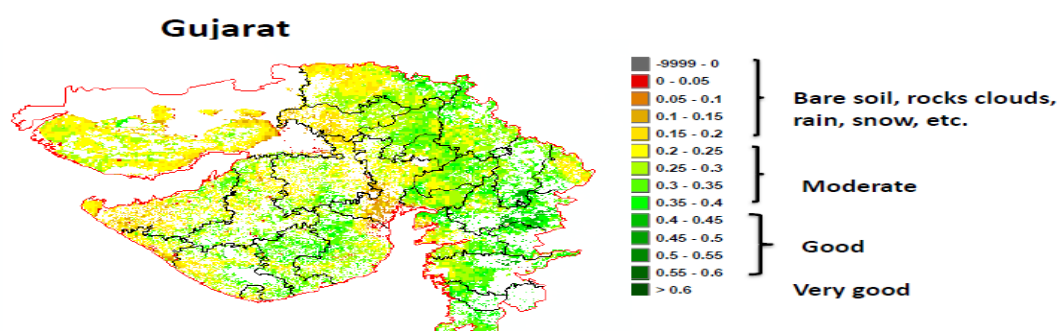 Gujarat
-9999 - 0
0 - 0.05
0.05 - 0.1
0.1 - 0.15
0.15 - 0.2
0.2 - 0.25
0.25 - 0.3
0.3 - 0.35
0.35 - 0.4
0.4 - 0.45
0.45 - 0.5
0.5 - 0.55
0.55 - 0.6
> 0.6
Bare soil, rocks clouds,
rain, snow, etc.
Moderate
Good
Very good